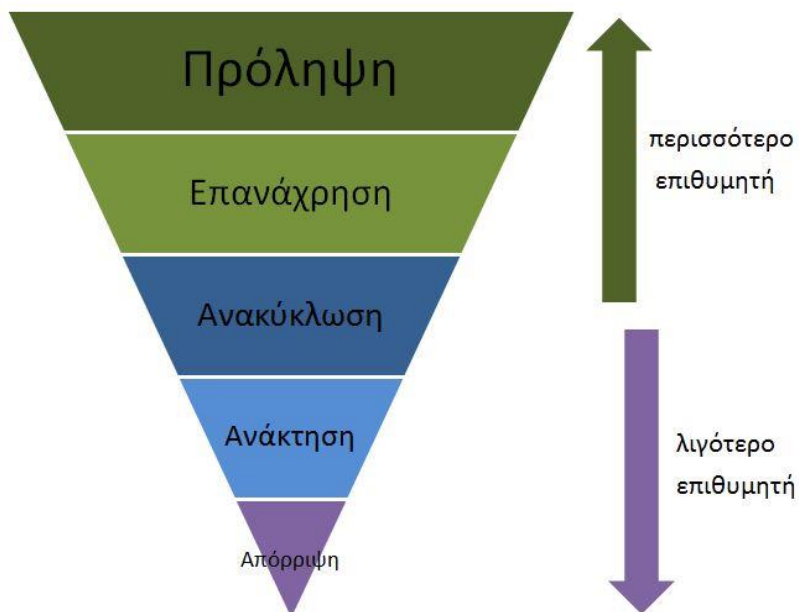 Πρόληψη
Επανάχρηση
Ανακύκλωση
Ανάκτηση
Απόρριψη
περισσότερο
επιθυμητή
λιγότερο
επιθυμητή